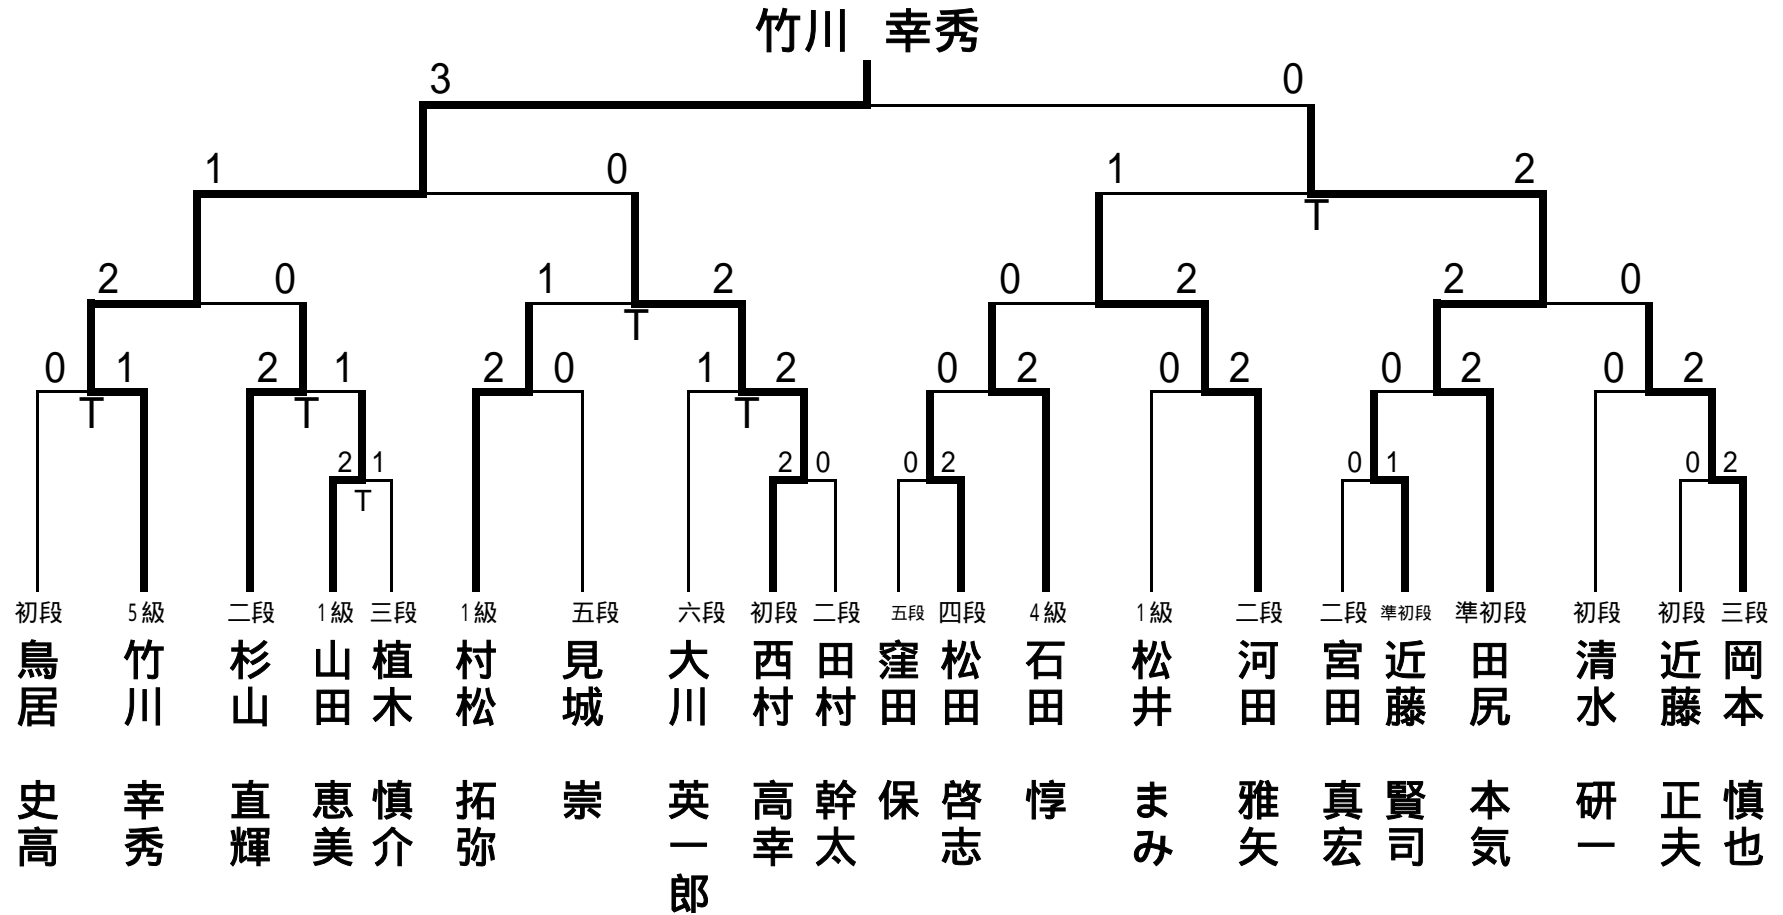 竹川 幸秀
3 0
1 0 1 2
T
2 0 1 2 0 2 2 0
T
0 1 2 1 2 0 1 2 0 2 0 2 0 2 0 2
T T T
2 1 2 0 0 2 0 1 0 2
T
初段 5級 二段 1級 三段 1級 五段 六段 初段 二段 五段 四段 4級 1級 二段 二段 準初段 準初段 初段 初段 三段
鳥居 史高
竹川 幸秀
杉山 直輝
山田 恵美
植木 慎介
村松 拓弥
見城 崇
大川 英一郎
西村 高幸
田村 幹太
窪田 保
松田 啓志
石田 惇
松井 まみ
河田 雅矢
宮田 真宏
近藤 賢司
田尻 本気
清水 研一
近藤 正夫
岡本 慎也